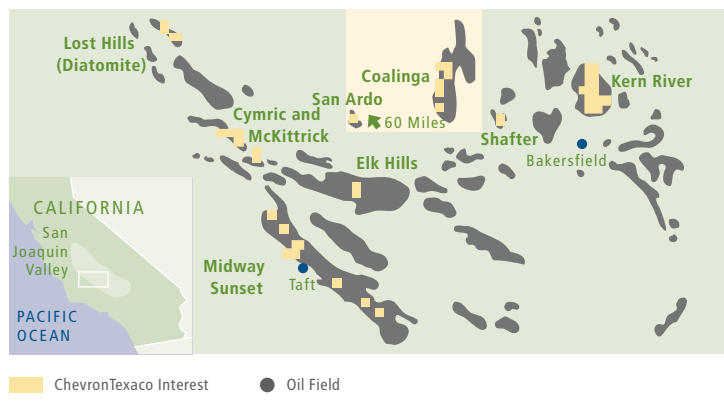 Lost Hills
(Diatomite)
Coalinga
San Ardo
60 Miles
Kern River
Cymric and
McKittrick
Shafter
Bakersfield
Elk Hills
CALIFORNIA
San
Joaquin
Valley
Midway
Sunset
Taft
PACIFIC
OCEAN
ChevronTexaco Interest
Oil Field